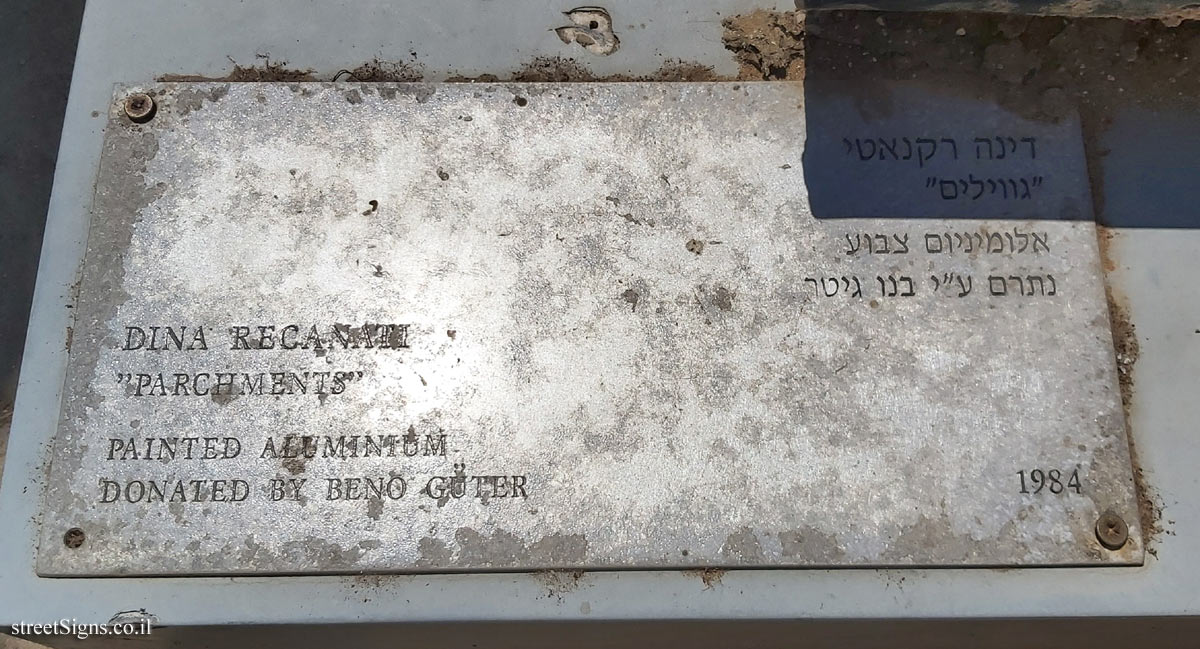 דינה רקנאטי
"גווילים"
אלומיניום צבוע
נתרם ע"י בנו גיטר
DINA RECANATI
"PARCHMENTS"
PAINTED ALUMINIUM
DONATED BY BENO GÜTER
1984
streetSigns.co.il